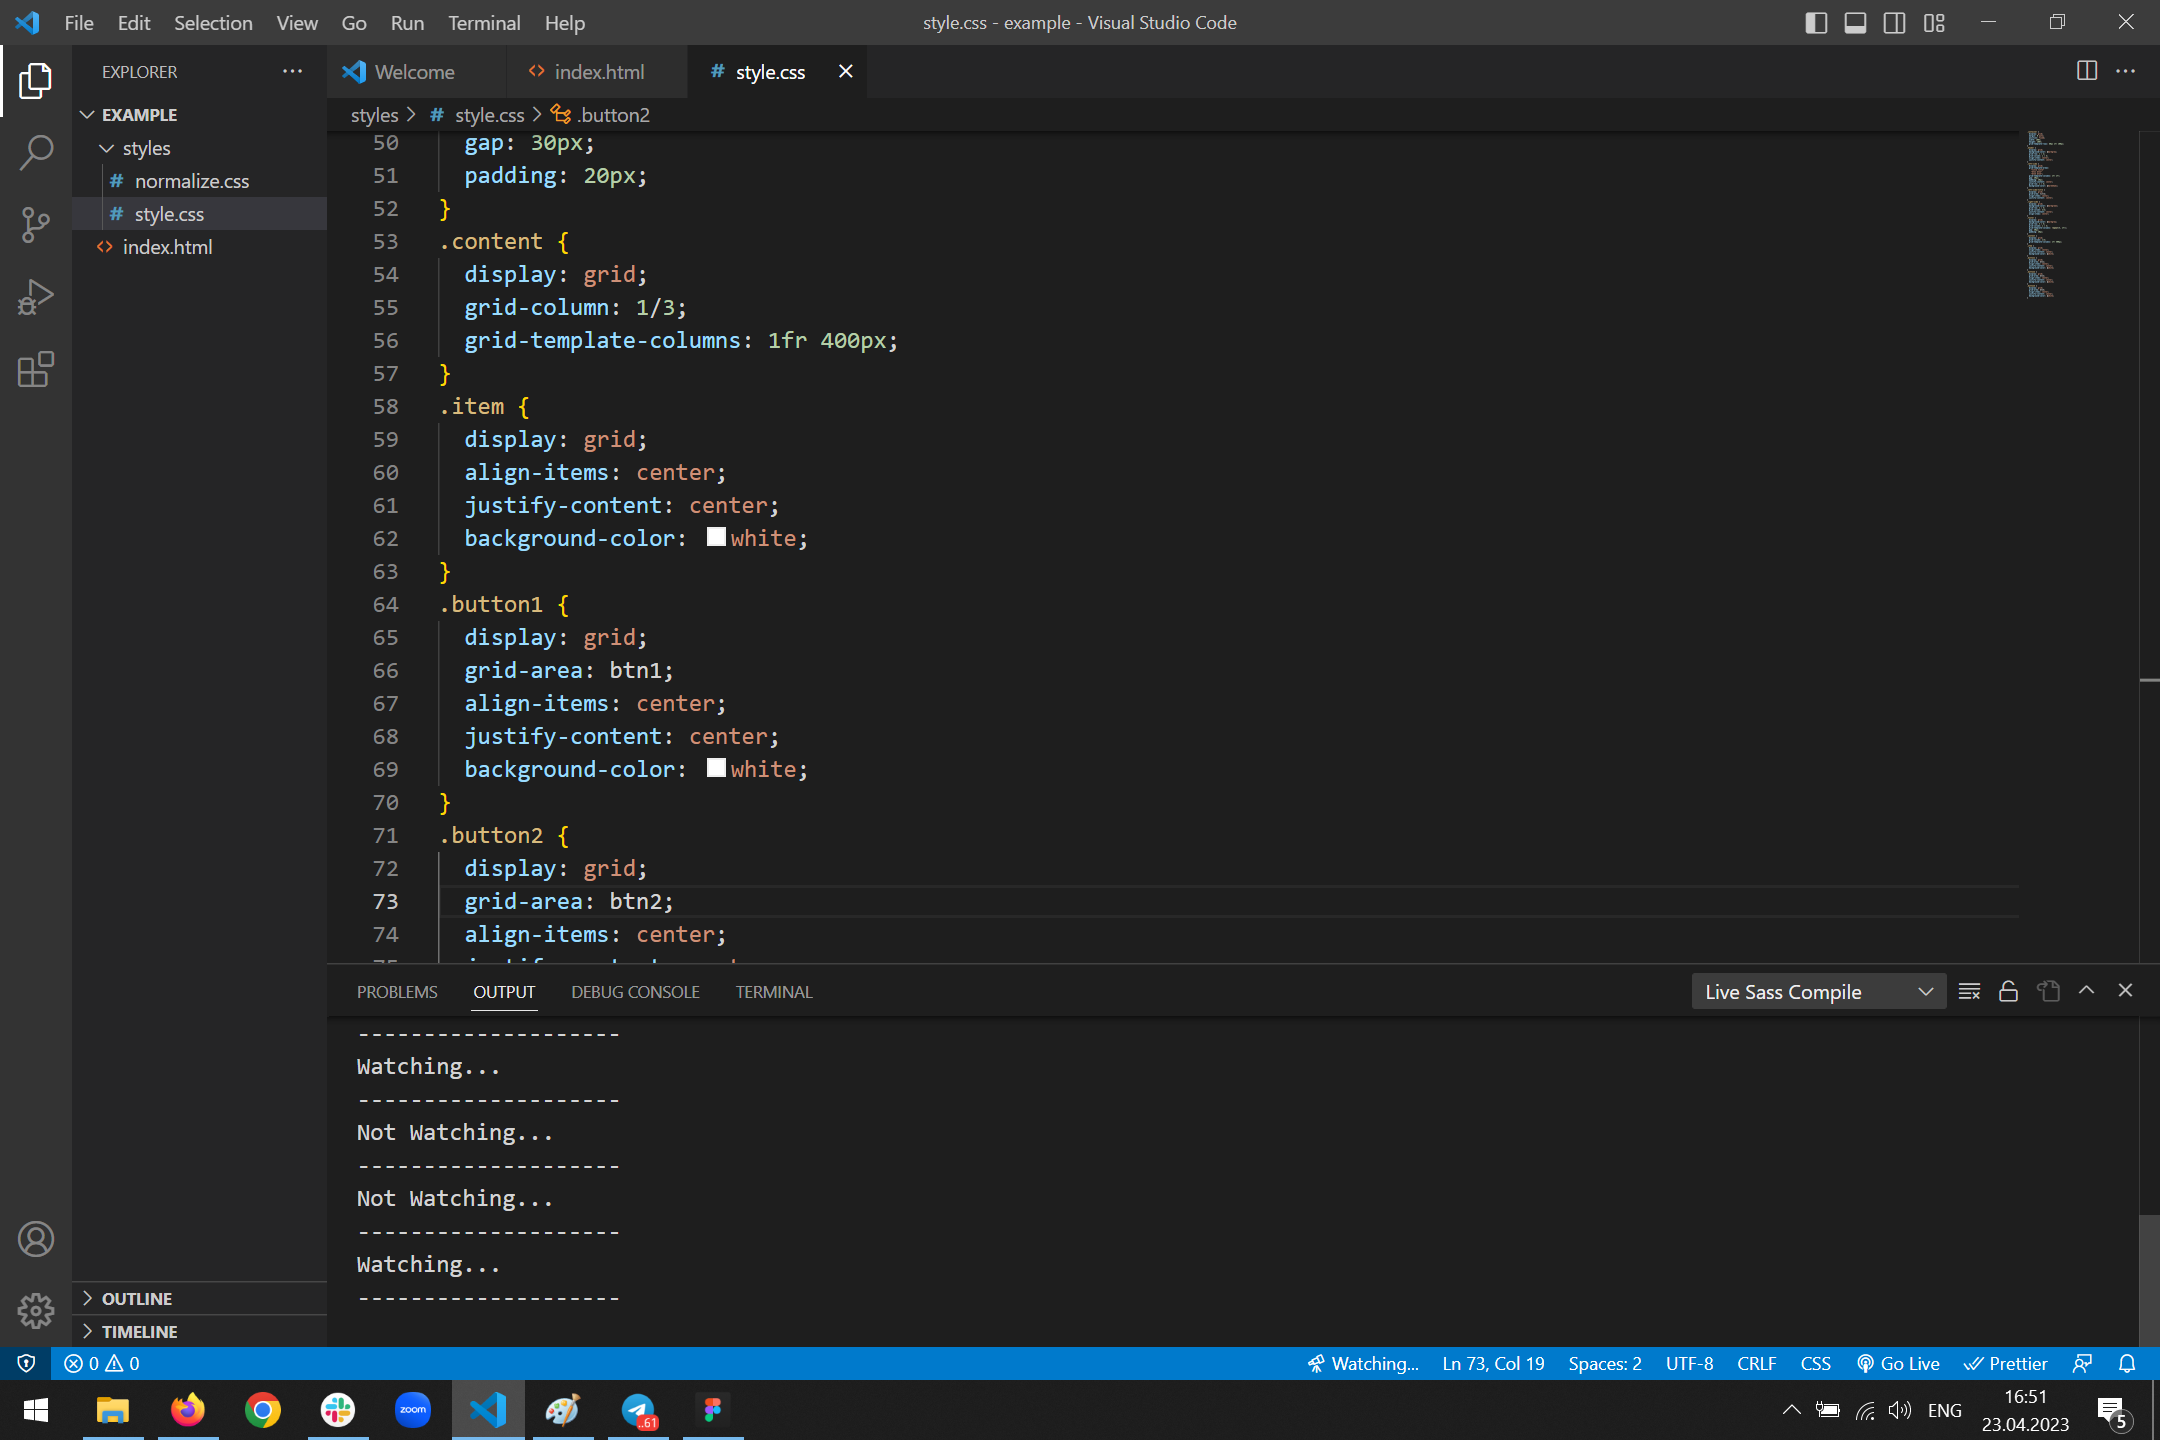 File Edit Selection View Go Run Terminal Help style.css - example - Visual Studio Code
EXPLORER
EXAMPLE
styles
# normalize.css
# style.css
<> index.html
Welcome <> index.html # style.css
styles > # style.css > .button2
50 gap: 30px;
51 padding: 20px;
52 }
53 .content {
54 display: grid;
55 grid-column: 1/3;
56 grid-template-columns: 1fr 400px;
57 }
58 .item {
59 display: grid;
60 align-items: center;
61 justify-content: center;
62 background-color: white;
63 }
64 .button1 {
65 display: grid;
66 grid-area: btn1;
67 align-items: center;
68 justify-content: center;
69 background-color: white;
70 }
71 .button2 {
72 display: grid;
73 grid-area: btn2;
74 align-items: center;
PROBLEMS OUTPUT DEBUG CONSOLE TERMINAL Live Sass Compile
--------------------
Watching...
--------------------
Not Watching...
--------------------
Not Watching...
--------------------
Watching...
--------------------
OUTLINE
TIMELINE
0 0 Watching... Ln 73, Col 19 Spaces: 2 UTF-8 CRLF CSS Go Live Prettier
zoom ..61 ENG 16:51
23.04.2023 5